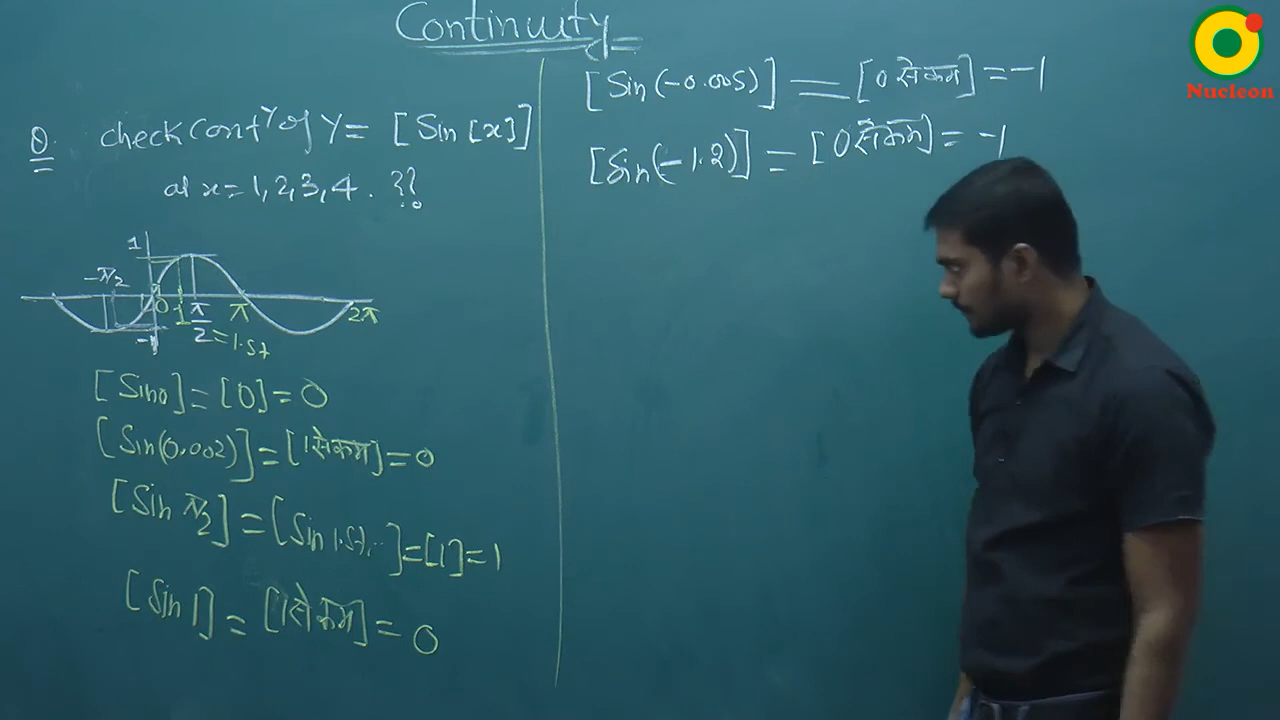 Continuity
Q. check Contʸ of Y = [Sin [x]]
at x = 1, 2, 3, 4. ??
1
-π/2
0 1 π/2 = 1.57 π 2π
-1
[Sin 0] = [0] = 0
[Sin(0.002)] = [1 से कम] = 0
[Sin π/2] = [Sin 1.57...] = [1] = 1
[Sin 1] = [1 से कम] = 0
[Sin(-0.005)] = [0 से कम] = -1
[Sin(-1.2)] = [0 से कम] = -1
Nucleon